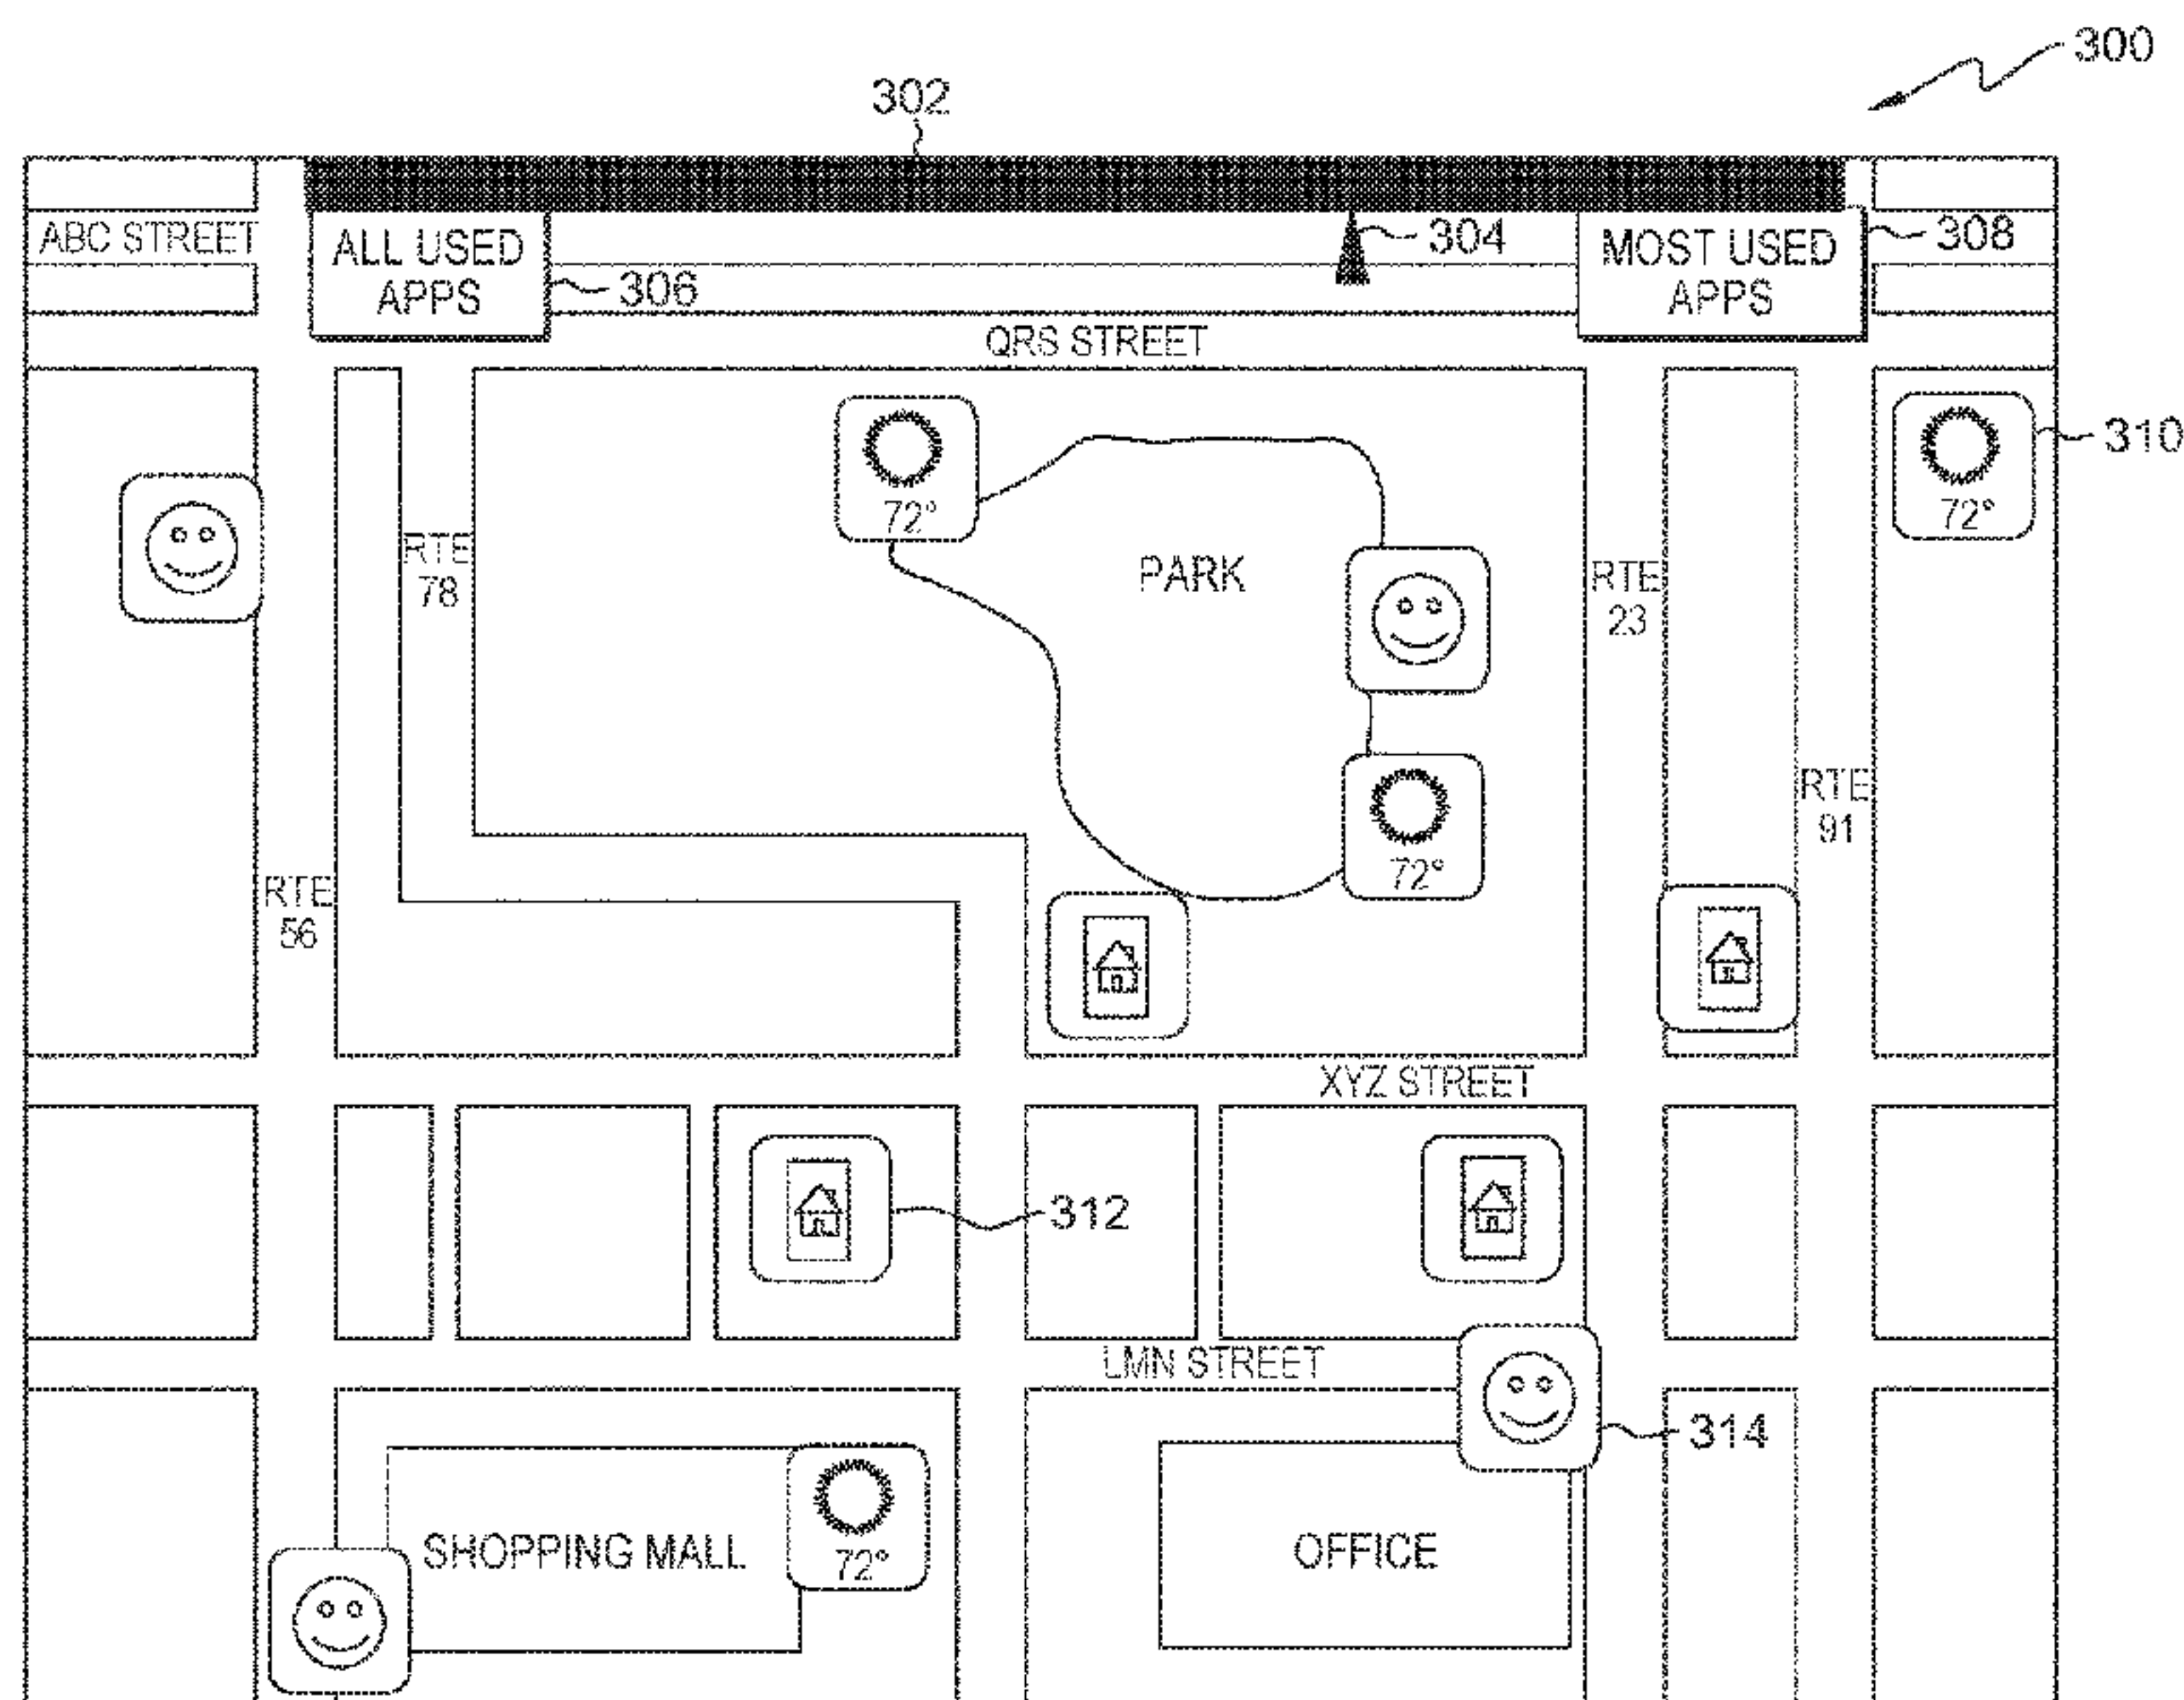 300
302
ABC STREET
ALL USED
APPS
306
304
MOST USED
APPS
308
QRS STREET
72°
72°
310
RTE
78
PARK
RTE
23
72°
RTE
91
RTE
56
XYZ STREET
312
LMN STREET
314
SHOPPING MALL
72°
OFFICE